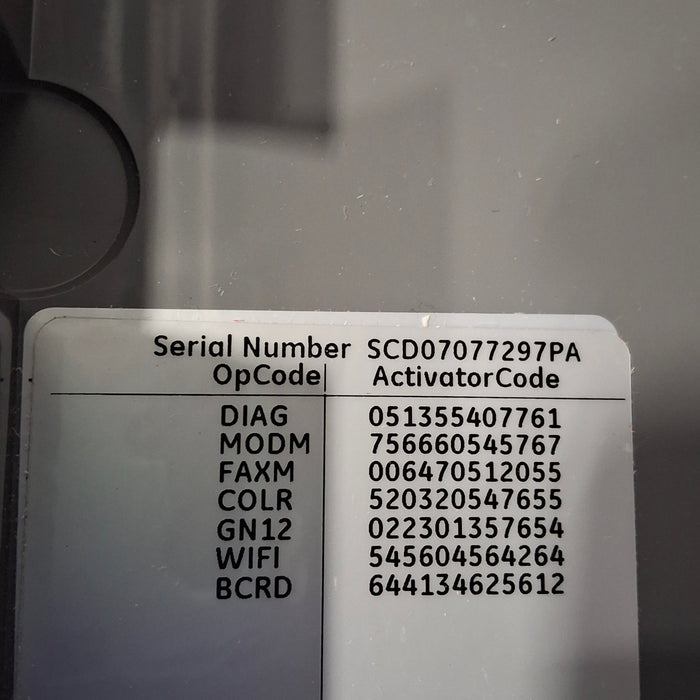 Serial Number SCD07077297PA
OpCode ActivatorCode
DIAG 051355407761
MODM 756660545767
FAXM 006470512055
COLR 520320547655
GN12 022301357654
WIFI 545604564264
BCRD 644134625612